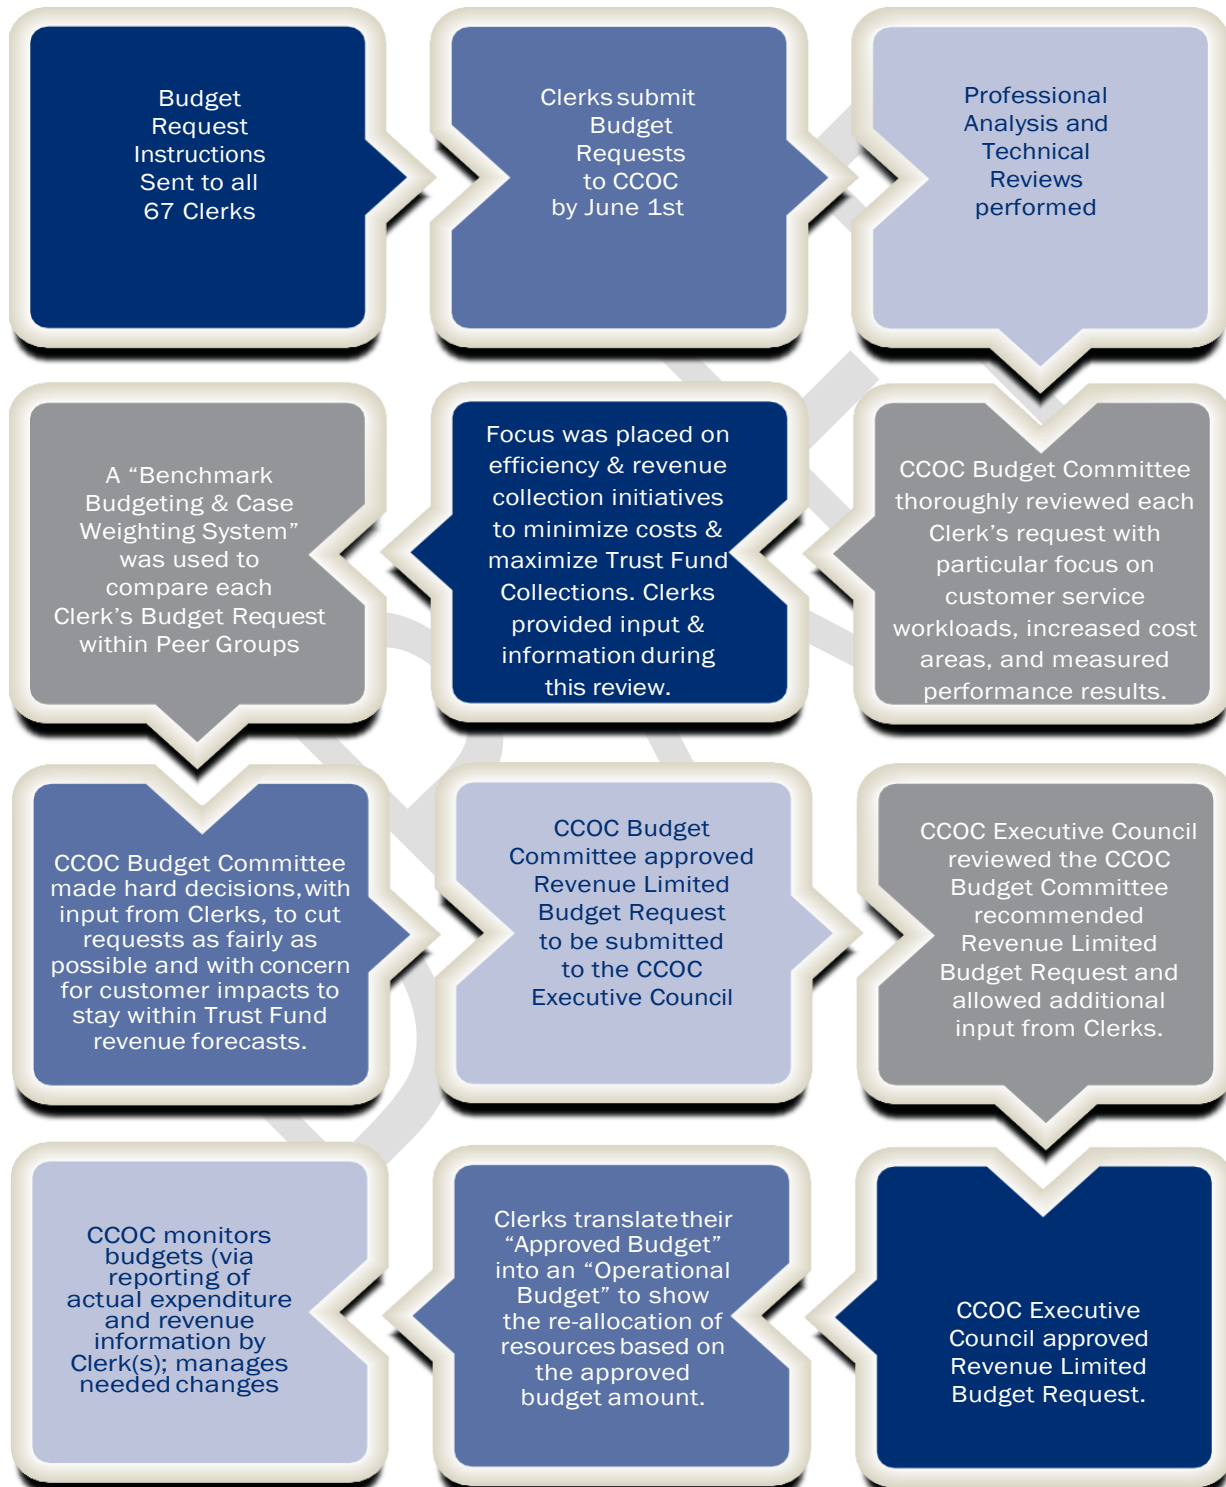 Budget
Request
Instructions
Sent to all
67 Clerks
Clerks submit
Budget
Requests
to CCOC
by June 1st
Professional
Analysis and
Technical
Reviews
performed
CCOC Budget Committee
thoroughly reviewed each
Clerk's request with
particular focus on
customer service
workloads, increased cost
areas, and measured
performance results.
Focus was placed on
efficiency & revenue
collection initiatives
to minimize costs &
maximize Trust Fund
Collections. Clerks
provided input &
information during
this review.
A “Benchmark
Budgeting & Case
Weighting System”
was used to
compare each
Clerk’s Budget Request
within Peer Groups
CCOC Budget Committee
made hard decisions, with
input from Clerks, to cut
requests as fairly as
possible and with concern
for customer impacts to
stay within Trust Fund
revenue forecasts.
CCOC Budget
Committee approved
Revenue Limited
Budget Request
to be submitted
to the CCOC
Executive Council
CCOC Executive Council
reviewed the CCOC
Budget Committee
recommended
Revenue Limited
Budget Request and
allowed additional
input from Clerks.
CCOC Executive
Council approved
Revenue Limited
Budget Request.
Clerks translate their
“Approved Budget”
into an “Operational
Budget” to show
the re-allocation of
resources based on
the approved
budget amount.
CCOC monitors
budgets (via
reporting of
actual expenditure
and revenue
information by
Clerk(s); manages
needed changes